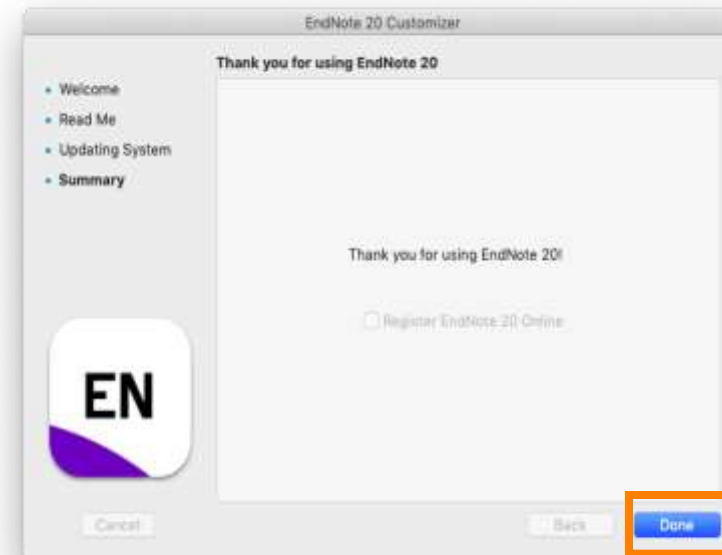 EndNote 20 Customizer
Thank you for using EndNote 20
Welcome
Read Me
Updating System
Summary
Thank you for using EndNote 20!
Register EndNote 20 Online
EN
Cancel
Back
Done